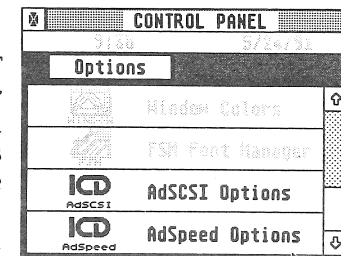 CONTROL PANEL
Options
Window Colors
FSM Font Manager
ICD
AdSCSI
AdSCSI Options
ICD
AdSpeed
AdSpeed Options